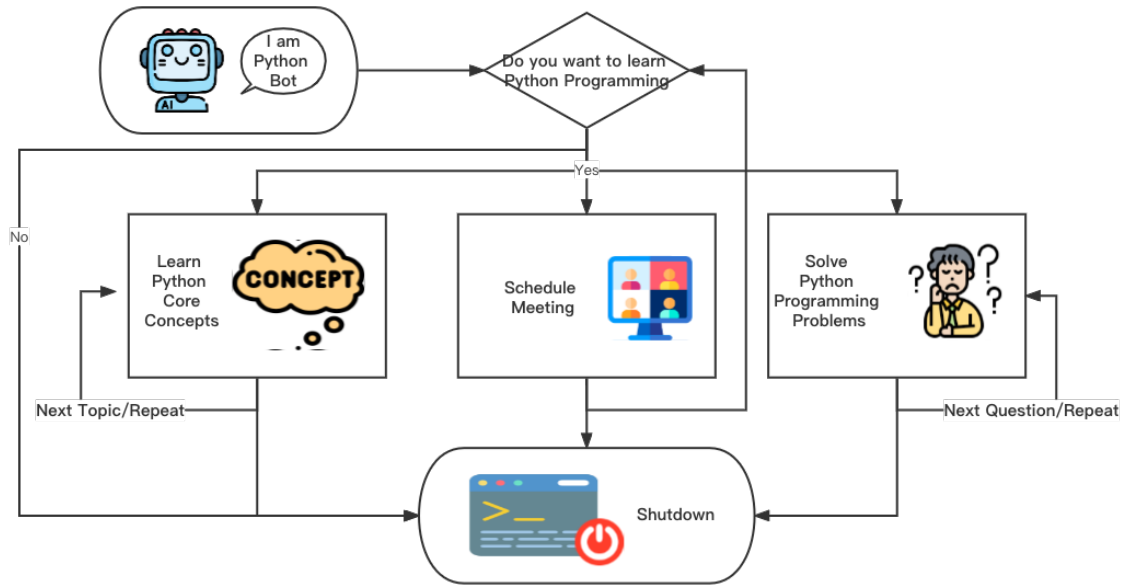 I am
Python
Bot
AI
Do you want to learn
Python Programming
Yes
No
Learn
Python
Core
Concepts
CONCEPT
Schedule
Meeting
Solve
Python
Programming
Problems
Next Topic/Repeat
Next Question/Repeat
Shutdown